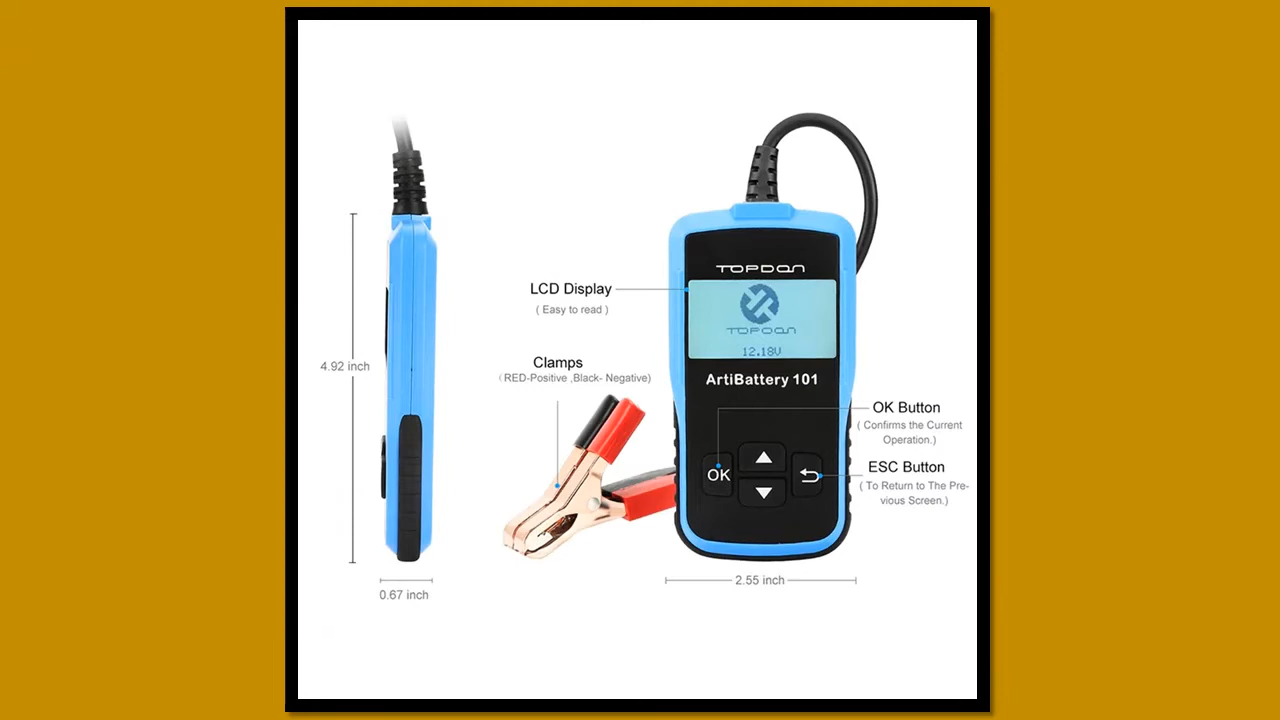 TOPDON
LCD Display
( Easy to read )
TOPDON
12.18V
4.92 inch
Clamps
(RED-Positive ,Black- Negative)
ArtiBattery 101
OK Button
( Confirms the Current
Operation.)
OK
ESC Button
( To Return to The Pre-
vious Screen.)
2.55 inch
0.67 inch